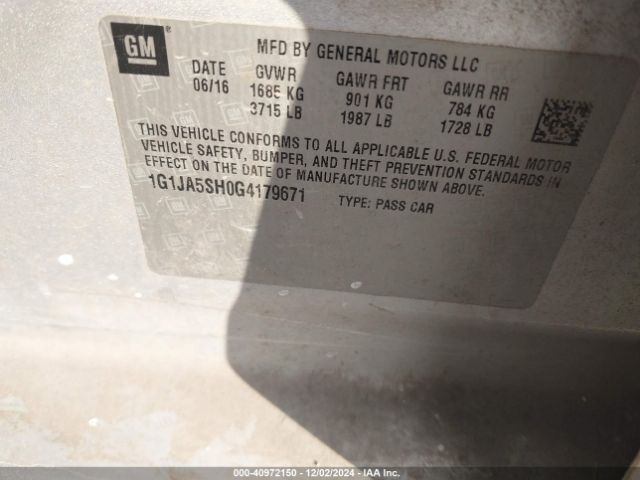 GM ®
MFD BY GENERAL MOTORS LLC
DATE GVWR GAWR FRT GAWR RR
06/16 1685 KG 901 KG 784 KG
3715 LB 1987 LB 1728 LB
THIS VEHICLE CONFORMS TO ALL APPLICABLE U.S. FEDERAL MOTOR
VEHICLE SAFETY, BUMPER, AND THEFT PREVENTION STANDARDS IN
EFFECT ON THE DATE OF MANUFACTURE SHOWN ABOVE.
1G1JA5SH0G4179671 TYPE: PASS CAR
000-40972150 - 12/02/2024 - IAA Inc.